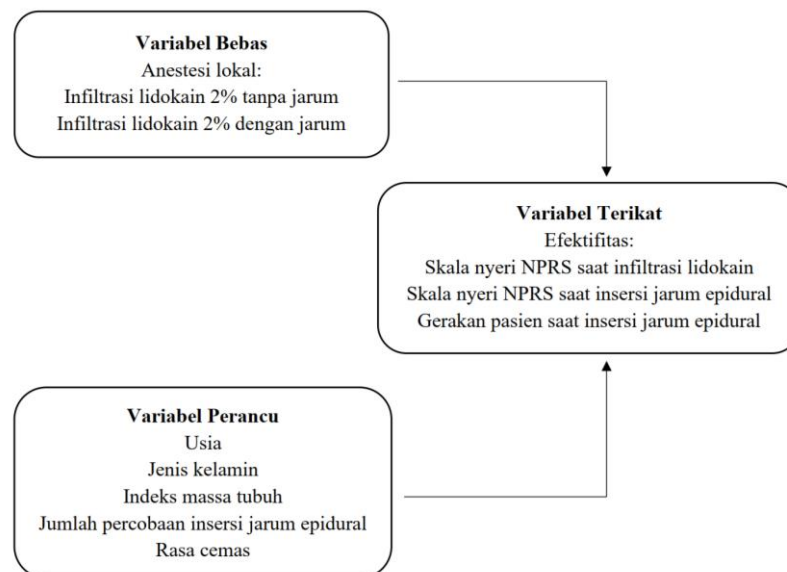 Variabel Bebas
Anestesi lokal:
Infiltrasi lidokain 2% tanpa jarum
Infiltrasi lidokain 2% dengan jarum
Variabel Terikat
Efektifitas:
Skala nyeri NPRS saat infiltrasi lidokain
Skala nyeri NPRS saat insersi jarum epidural
Gerakan pasien saat insersi jarum epidural
Variabel Perancu
Usia
Jenis kelamin
Indeks massa tubuh
Jumlah percobaan insersi jarum epidural
Rasa cemas